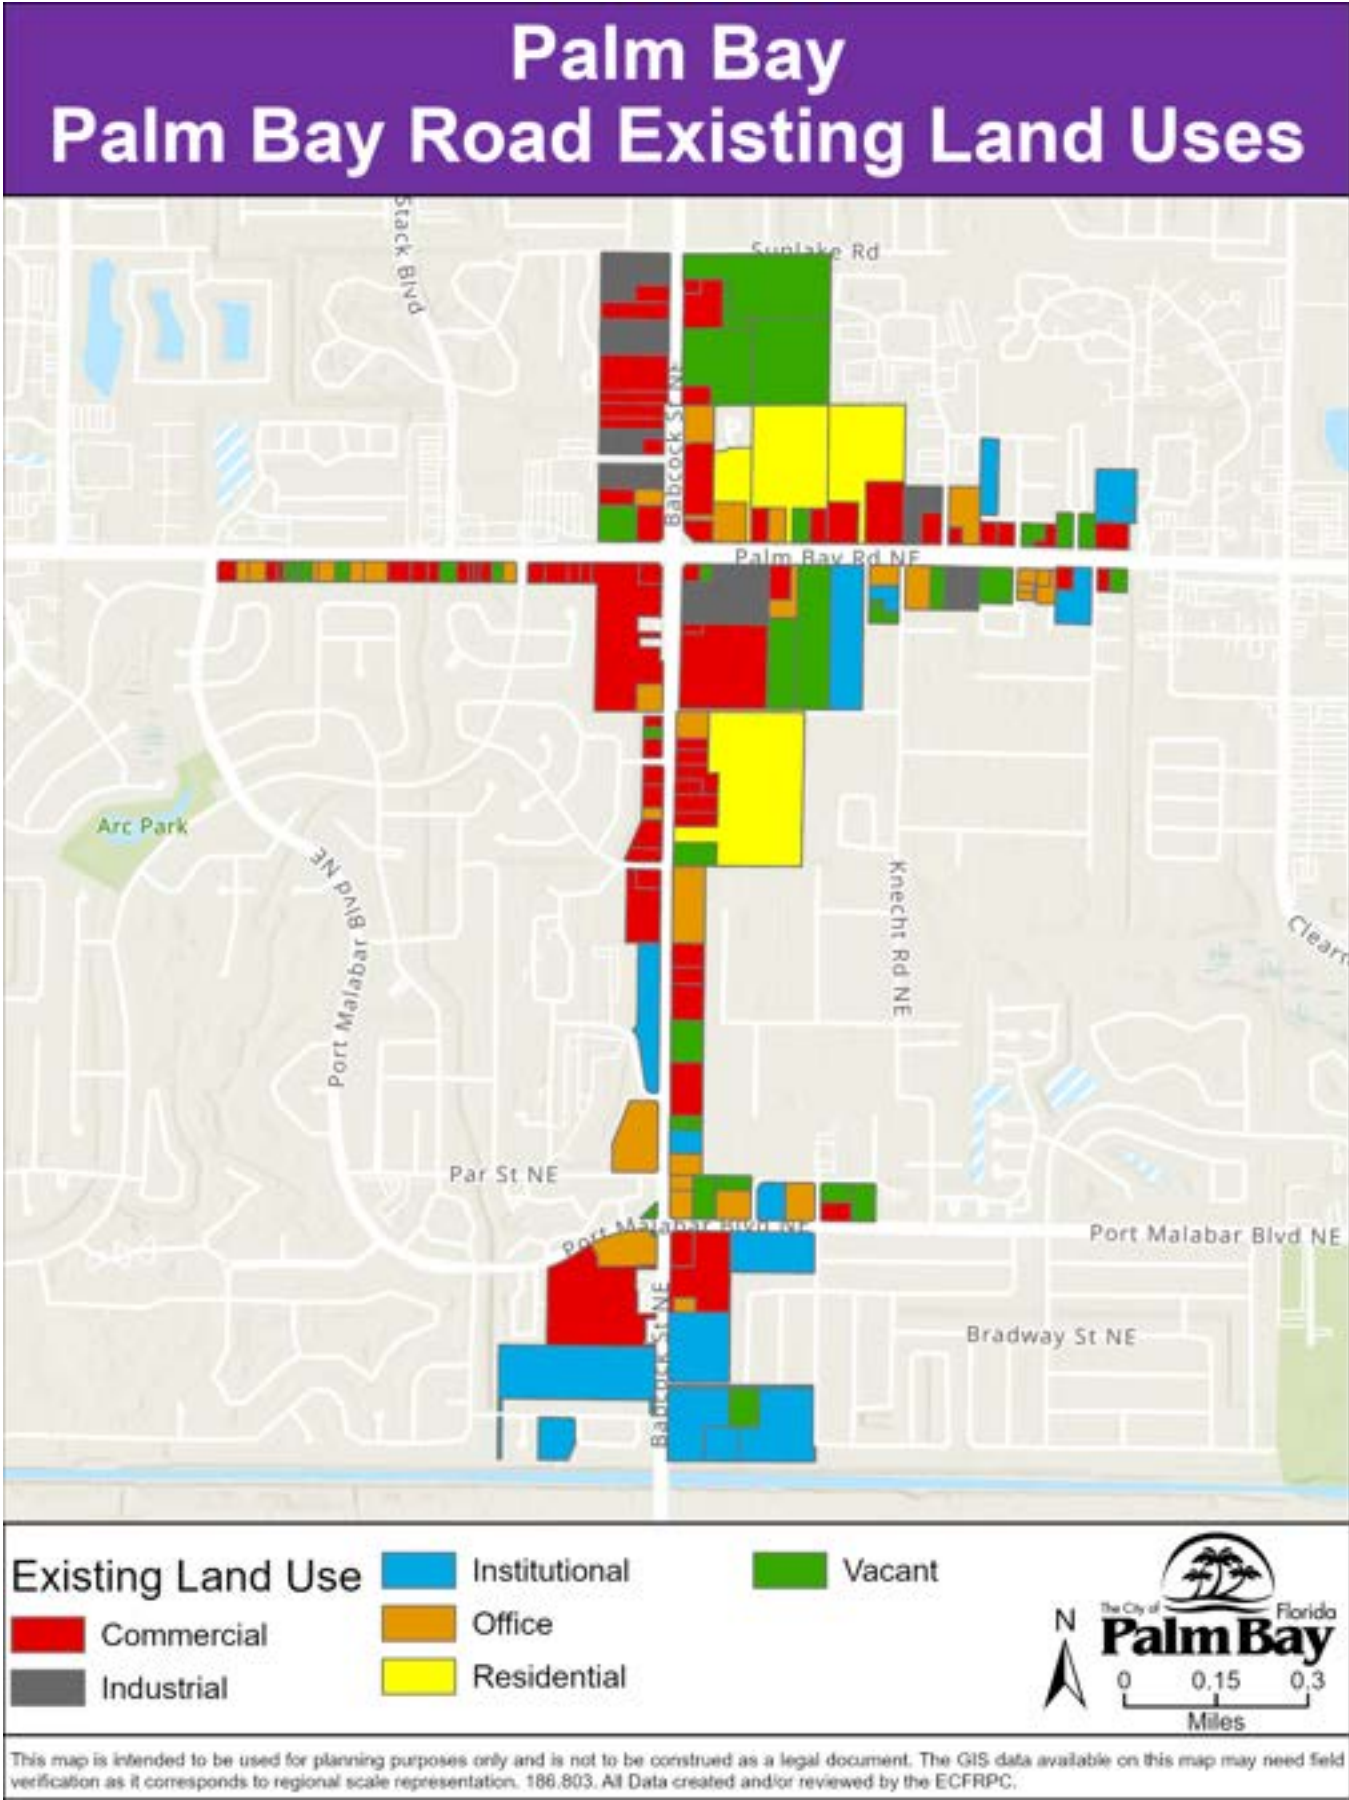 Palm Bay
Palm Bay Road Existing Land Uses
Stack Blvd
Sunlake Rd
Babcock St NE
Palm Bay Rd NE
Arc Park
Port Malabar Blvd NE
Knecht Rd NE
Par St NE
Port Malabar Blvd NE
Port Malabar Blvd NE
Babcock St NE
Bradway St NE
Existing Land Use
Commercial
Industrial
Institutional
Office
Residential
Vacant
N
The City of
Florida
Palm Bay
0 0.15 0.3
Miles
This map is intended to be used for planning purposes only and is not to be construed as a legal document. The GIS data available on this map may need field
verification as it corresponds to regional scale representation. 186.803. All Data created and/or reviewed by the ECFRPC.